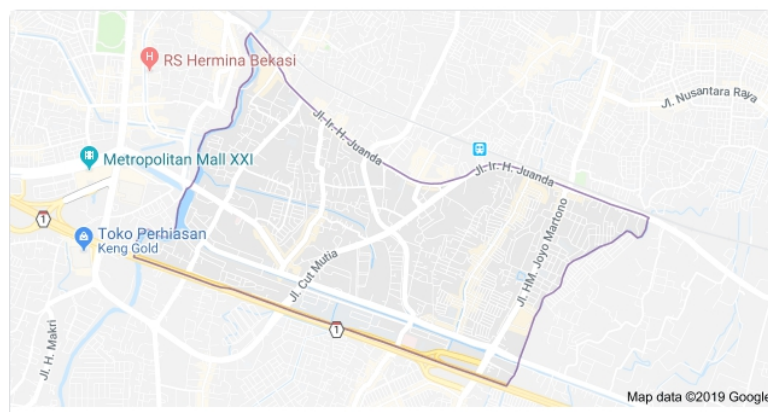 H RS Hermina Bekasi
Jl. Nusantara Raya
Jl. Ir. H. Juanda
Metropolitan Mall XXI
Jl. Ir. H. Juanda
1
Toko Perhiasan
Keng Gold
Jl. HM. Joyo Martono
Jl. Cut Mutia
1
Jl. H. Makri
Map data ©2019 Google